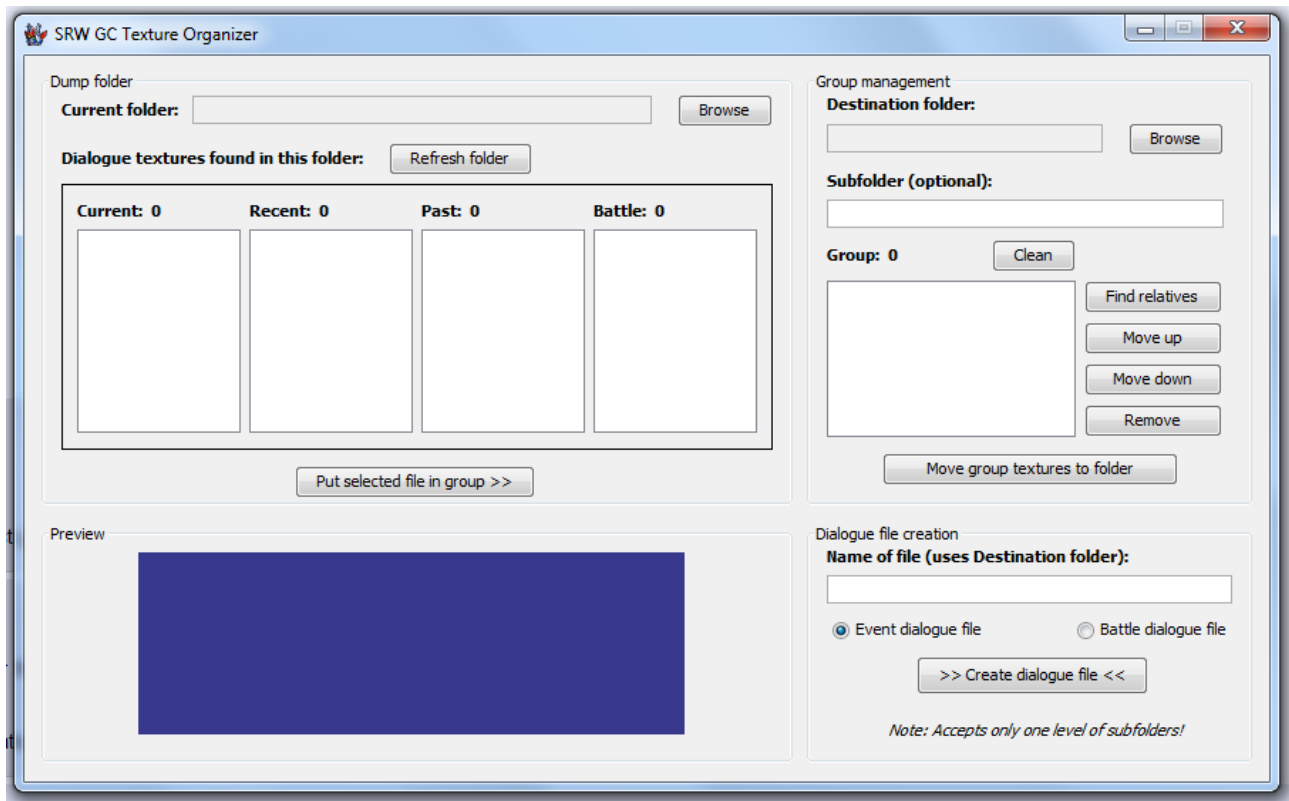 SRW GC Texture Organizer
Dump folder
Current folder:
Browse
Dialogue textures found in this folder:
Refresh folder
Current: 0
Recent: 0
Past: 0
Battle: 0
Put selected file in group >>
Group management
Destination folder:
Browse
Subfolder (optional):
Group: 0
Clean
Find relatives
Move up
Move down
Remove
Move group textures to folder
Preview
Dialogue file creation
Name of file (uses Destination folder):
Event dialogue file
Battle dialogue file
>> Create dialogue file <<
Note: Accepts only one level of subfolders!